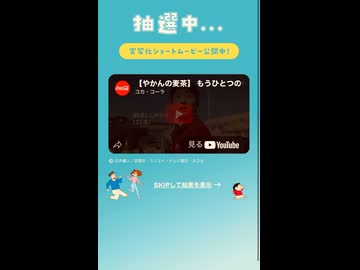 抽選中...
実写化ショートムービー公開中!
【やかんの麦茶】 もうひとつの
コカ・コーラ
見る YouTube
SKIPして結果を表示 →